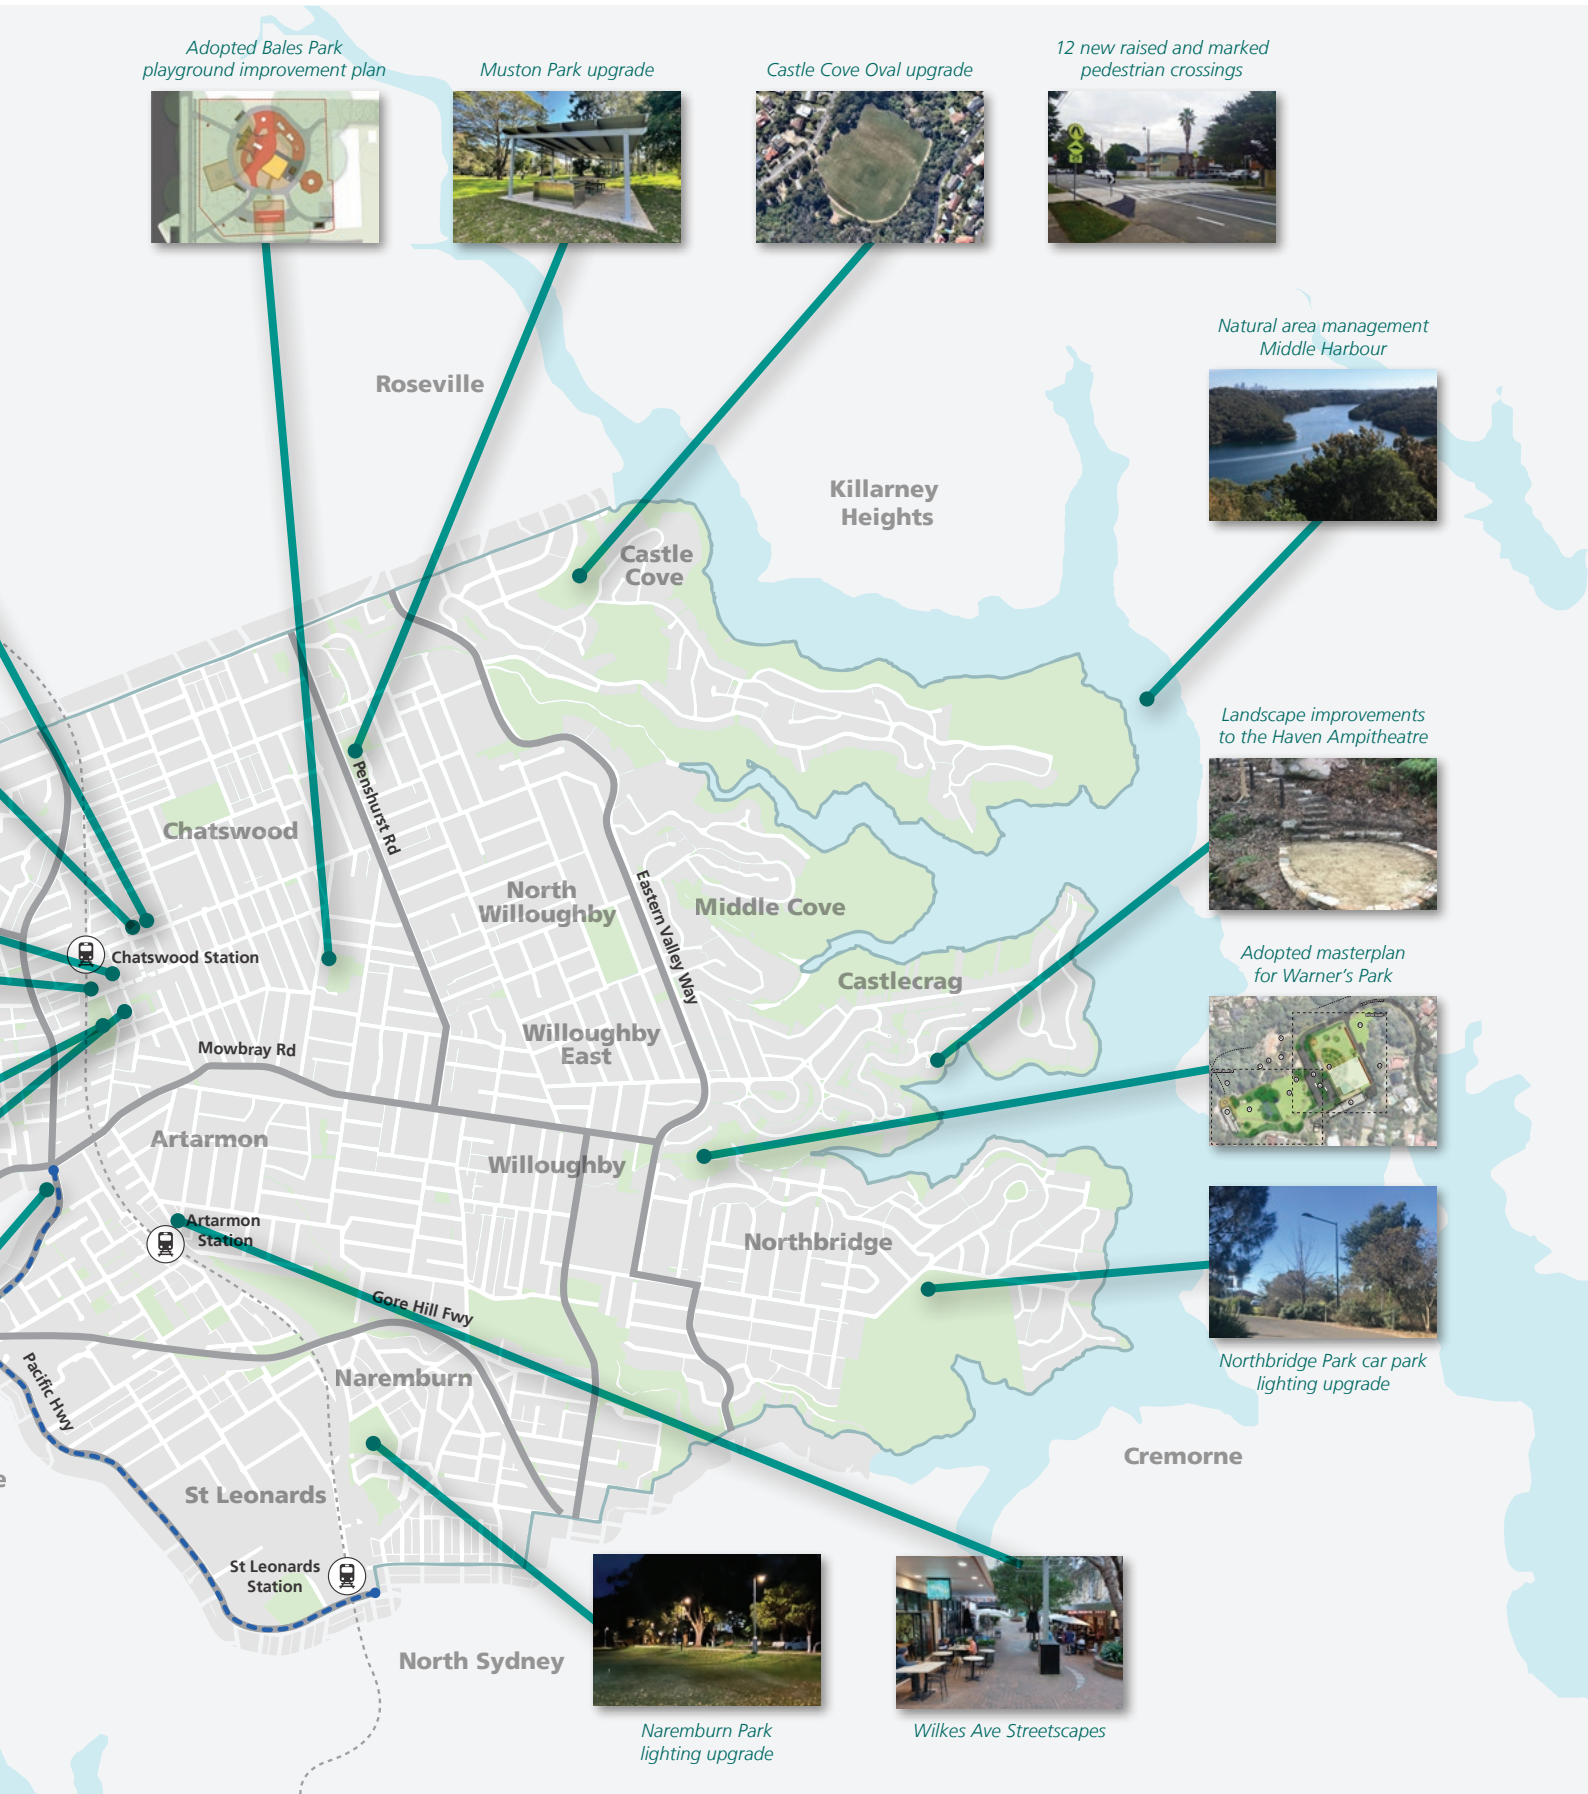 Adopted Bales Park
playground improvement plan
Muston Park upgrade
Castle Cove Oval upgrade
12 new raised and marked
pedestrian crossings
Natural area management
Middle Harbour
Roseville
Killarney
Heights
Castle
Cove
Landscape improvements
to the Haven Ampitheatre
Penshurst Rd
Chatswood
North
Willoughby
Eastern Valley Way
Middle Cove
Chatswood Station
Castlecrag
Adopted masterplan
for Warner's Park
Willoughby
East
Mowbray Rd
Artarmon
Willoughby
Artarmon
Station
Northbridge
Gore Hill Fwy
Pacific Hwy
Naremburn
Northbridge Park car park
lighting upgrade
Cremorne
e
St Leonards
St Leonards
Station
North Sydney
Naremburn Park
lighting upgrade
Wilkes Ave Streetscapes